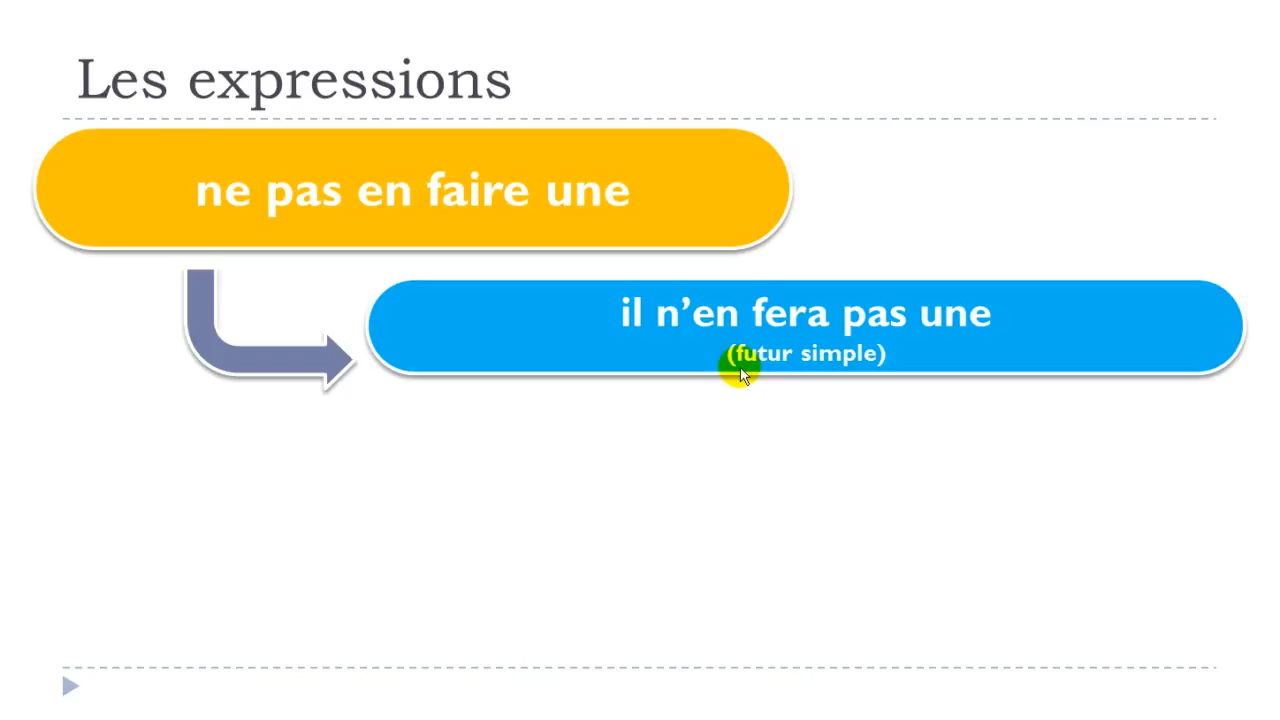 Les expressions
ne pas en faire une
il n’en fera pas une
(futur simple)